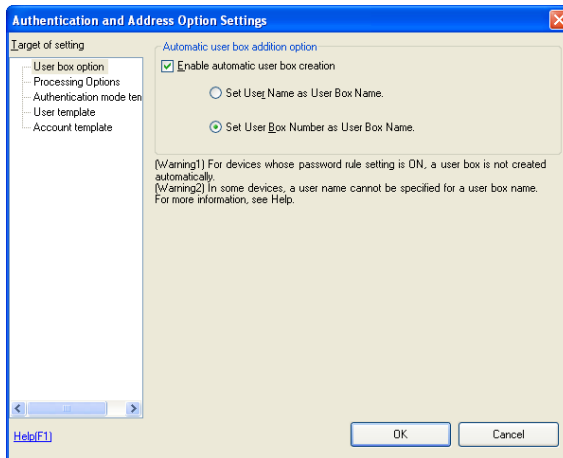 Authentication and Address Option Settings
Target of setting
User box option
Processing Options
Authentication mode ten
User template
Account template
Automatic user box addition option
Enable automatic user box creation
Set User Name as User Box Name.
Set User Box Number as User Box Name.
(Warning1) For devices whose password rule setting is ON, a user box is not created
automatically.
(Warning2) In some devices, a user name cannot be specified for a user box name.
For more information, see Help.
Help(F1)
OK
Cancel